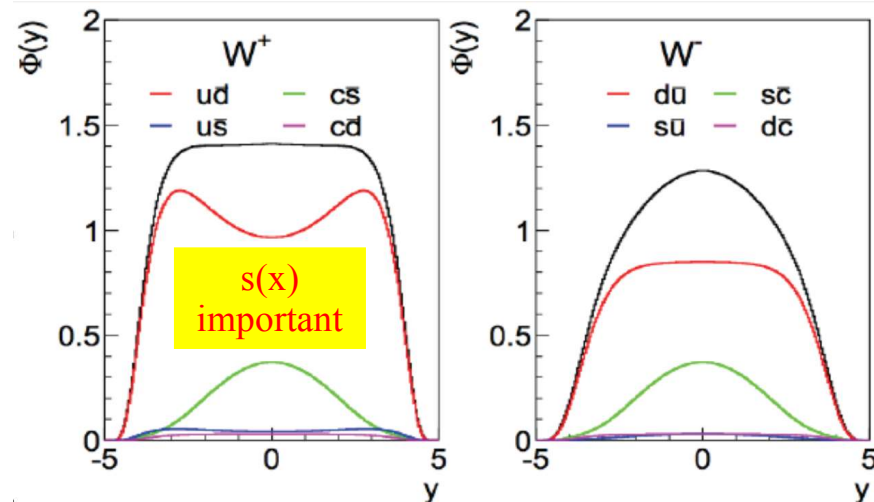 Φ(y)
2
1.5
1
0.5
0
W⁺
ud̄
cs̄
us̄
cd̄
s(x)
important
-5
0
5
y
Φ(y)
2
1.5
1
0.5
0
W⁻
dū
sc̄
sū
dc̄
-5
0
5
y